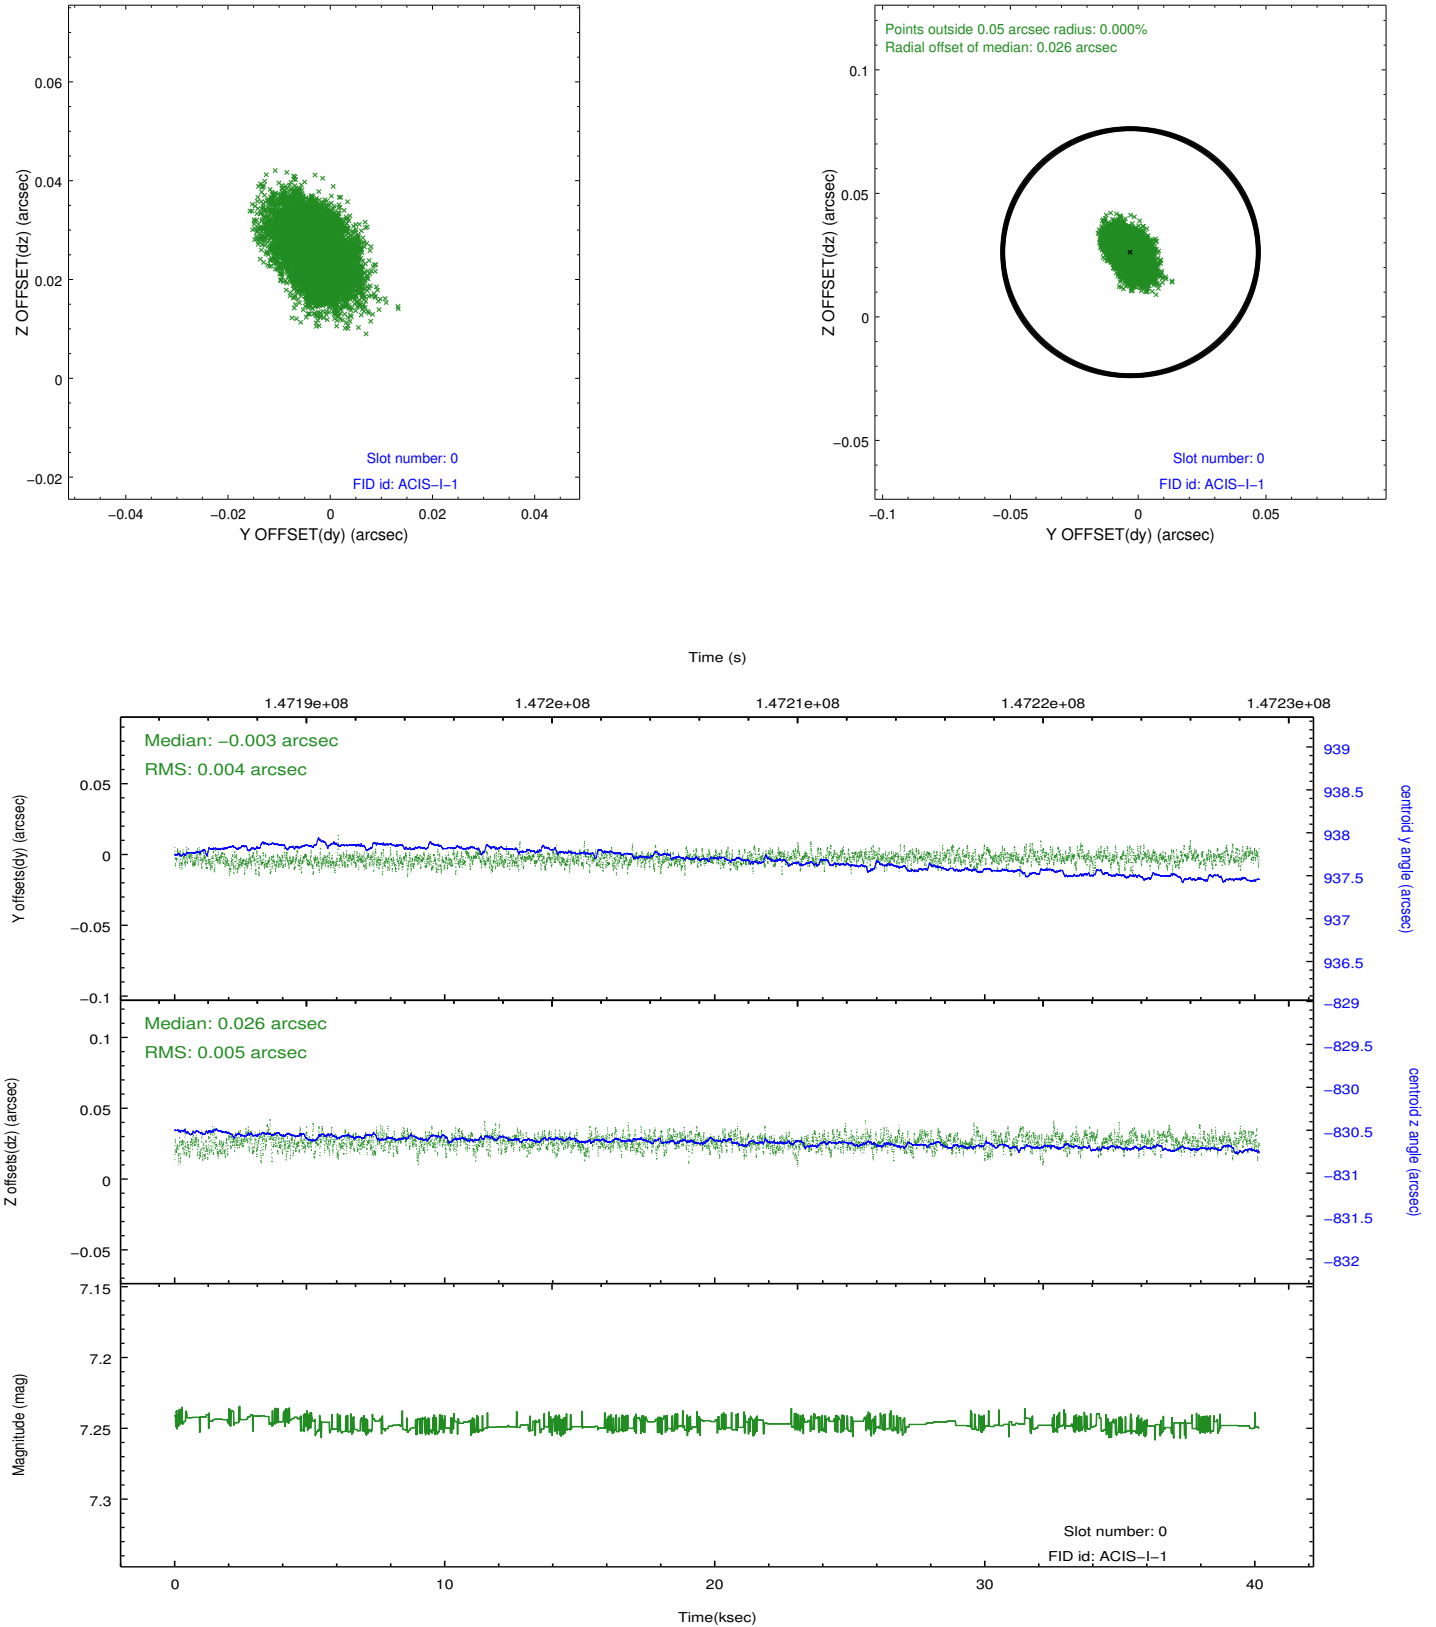 0.06
0.04
0.02
0
−0.02
Z OFFSET(dz) (arcsec)
Slot number: 0
FID id: ACIS−I−1
−0.04
−0.02
0
0.02
0.04
Y OFFSET(dy) (arcsec)
Points outside 0.05 arcsec radius: 0.000%
Radial offset of median: 0.026 arcsec
0.1
0.05
0
−0.05
Z OFFSET(dz) (arcsec)
Slot number: 0
FID id: ACIS−I−1
−0.1
−0.05
0
0.05
Y OFFSET(dy) (arcsec)
Time (s)
1.4719e+08
1.472e+08
1.4721e+08
1.4722e+08
1.4723e+08
Median: −0.003 arcsec
RMS: 0.004 arcsec
0.05
0
−0.05
−0.1
Y offsets(dy) (arcsec)
939
938.5
938
937.5
937
936.5
centroid y angle (arcsec)
Median: 0.026 arcsec
RMS: 0.005 arcsec
0.1
0.05
0
−0.05
Z offsets(dz) (arcsec)
−829
−829.5
−830
−830.5
−831
−831.5
−832
centroid z angle (arcsec)
7.15
7.2
7.25
7.3
Magnitude (mag)
Slot number: 0
FID id: ACIS−I−1
0
10
20
30
40
Time(ksec)